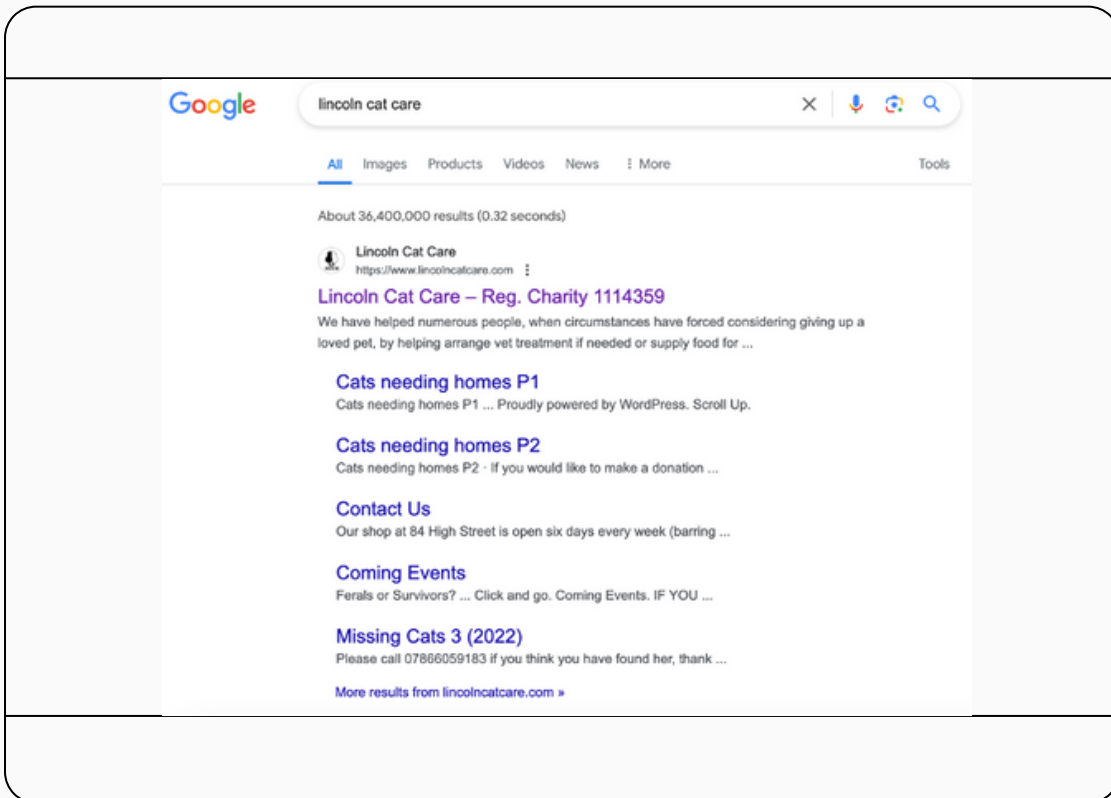 Google
lincoln cat care
All Images Products Videos News More Tools
About 36,400,000 results (0.32 seconds)
Lincoln Cat Care
https://www.lincolncatcare.com
Lincoln Cat Care – Reg. Charity 1114359
We have helped numerous people, when circumstances have forced considering giving up a
loved pet, by helping arrange vet treatment if needed or supply food for ...
Cats needing homes P1
Cats needing homes P1 ... Proudly powered by WordPress. Scroll Up.
Cats needing homes P2
Cats needing homes P2 · If you would like to make a donation ...
Contact Us
Our shop at 84 High Street is open six days every week (barring ...
Coming Events
Ferals or Survivors? ... Click and go. Coming Events. IF YOU ...
Missing Cats 3 (2022)
Please call 07866059183 if you think you have found her, thank ...
More results from lincolncatcare.com »